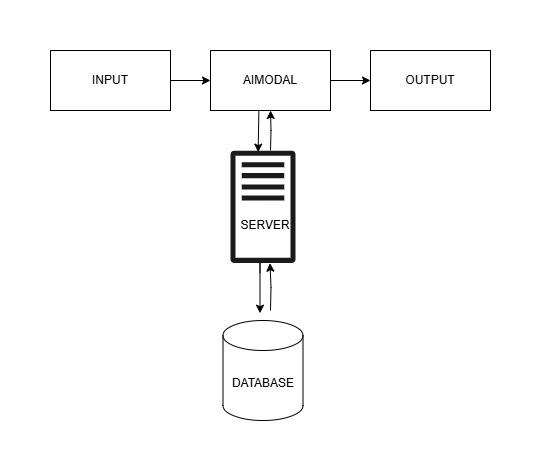 INPUT
AIMODAL
OUTPUT
SERVER
DATABASE